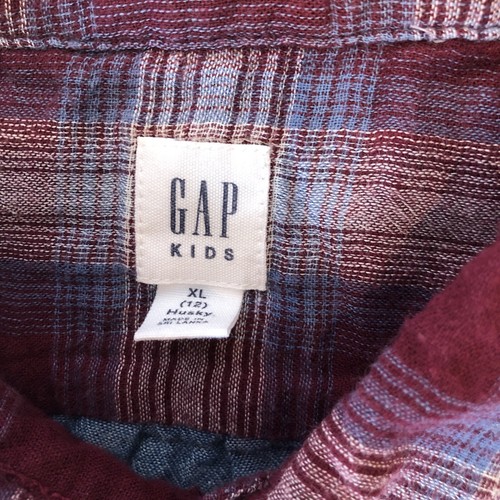 GAP
KIDS
XL
(12)
Husky
MADE IN
SRI LANKA